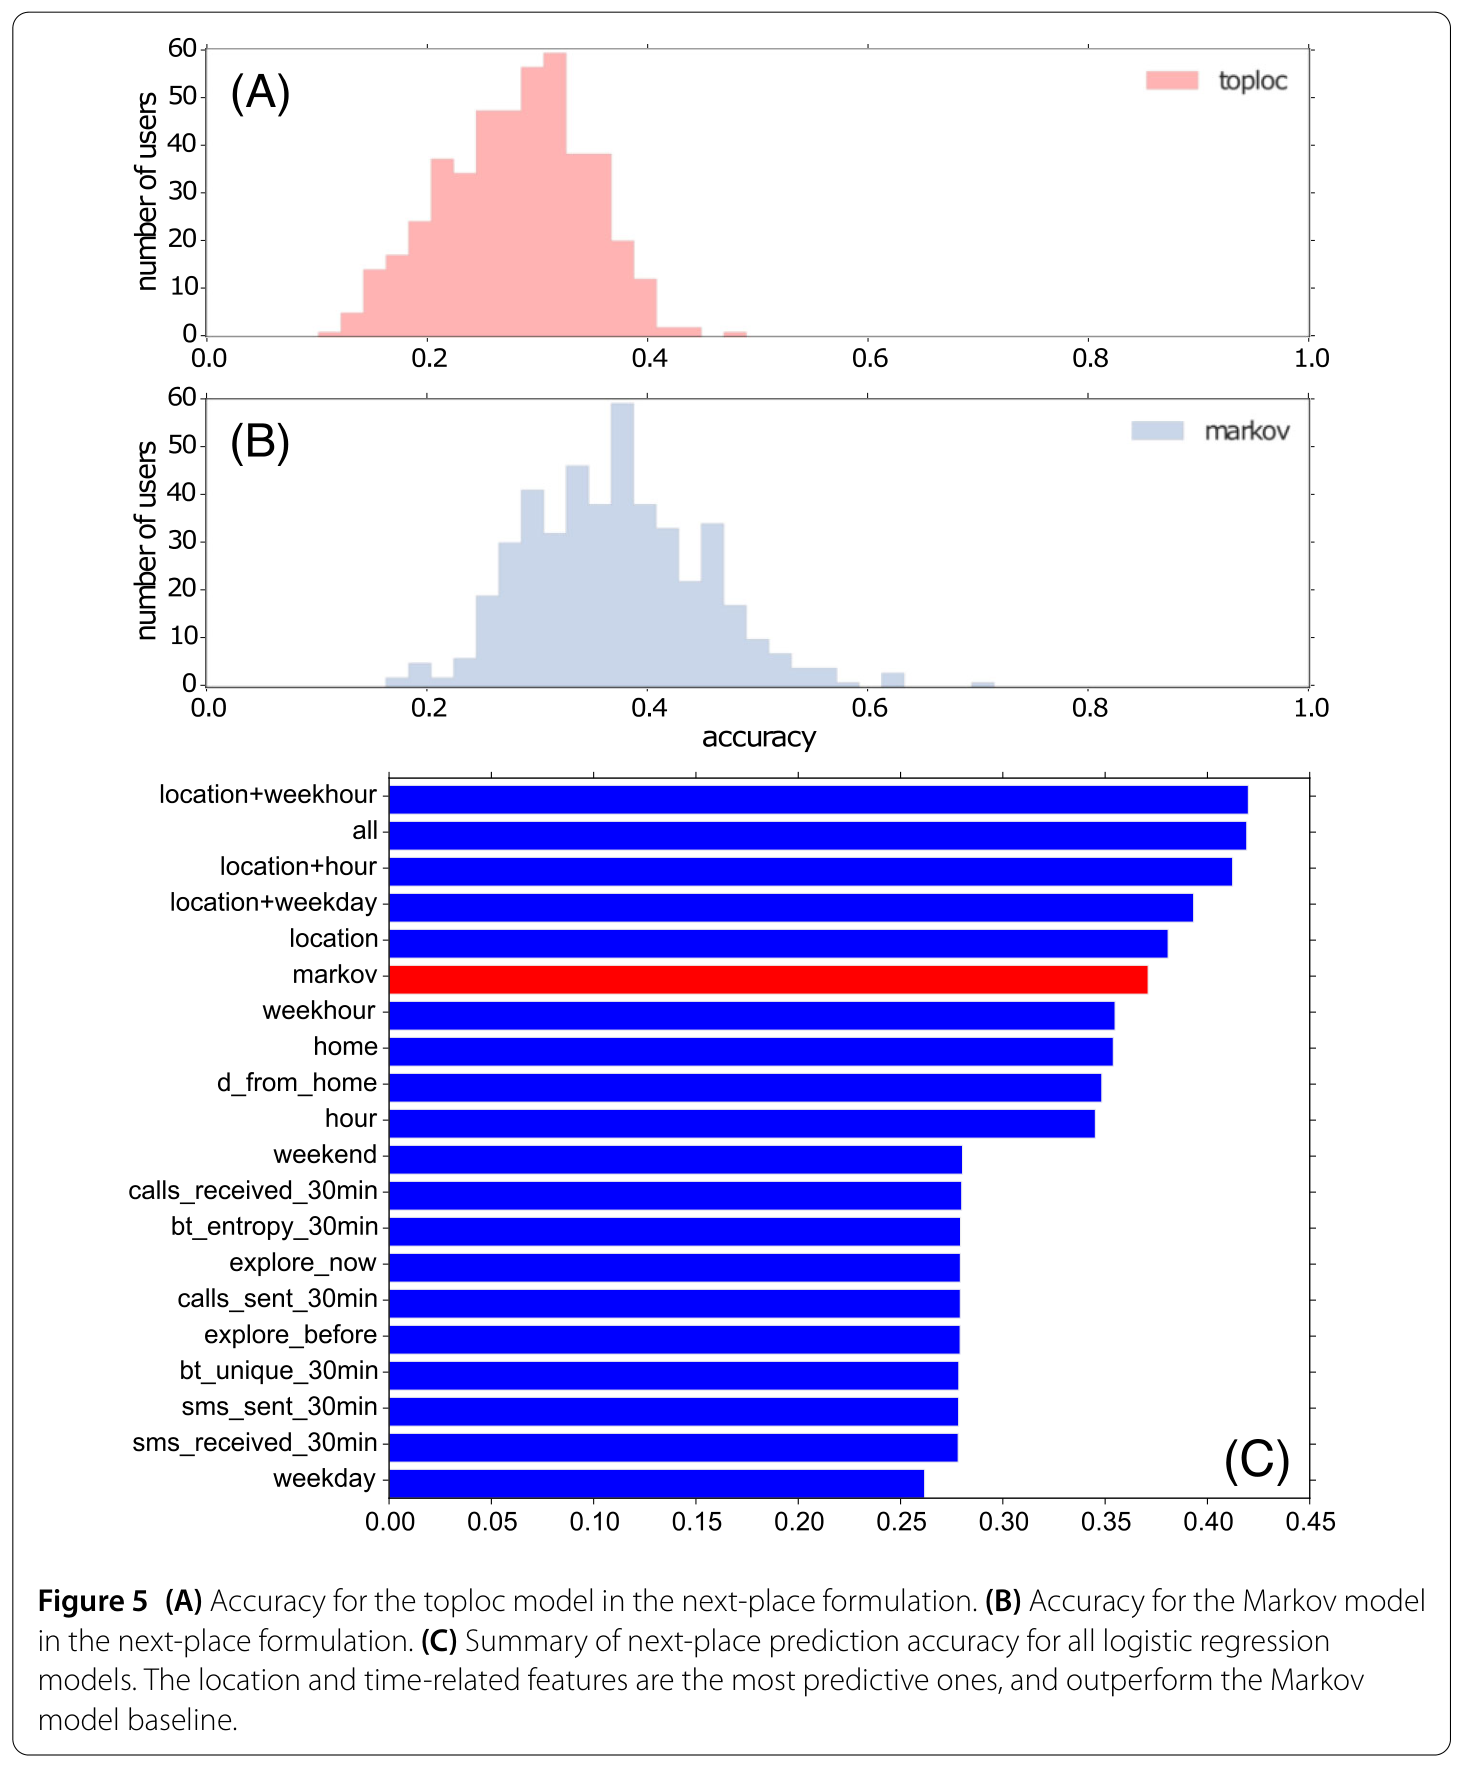 (A)
toploc
number of users
60
50
40
30
20
10
0
0.0 0.2 0.4 0.6 0.8 1.0
(B)
markov
number of users
60
50
40
30
20
10
0
0.0 0.2 0.4 0.6 0.8 1.0
accuracy
location+weekhour
all
location+hour
location+weekday
location
markov
weekhour
home
d_from_home
hour
weekend
calls_received_30min
bt_entropy_30min
explore_now
calls_sent_30min
explore_before
bt_unique_30min
sms_sent_30min
sms_received_30min
weekday
(C)
0.00 0.05 0.10 0.15 0.20 0.25 0.30 0.35 0.40 0.45
Figure 5 (A) Accuracy for the toploc model in the next-place formulation. (B) Accuracy for the Markov model
in the next-place formulation. (C) Summary of next-place prediction accuracy for all logistic regression
models. The location and time-related features are the most predictive ones, and outperform the Markov
model baseline.